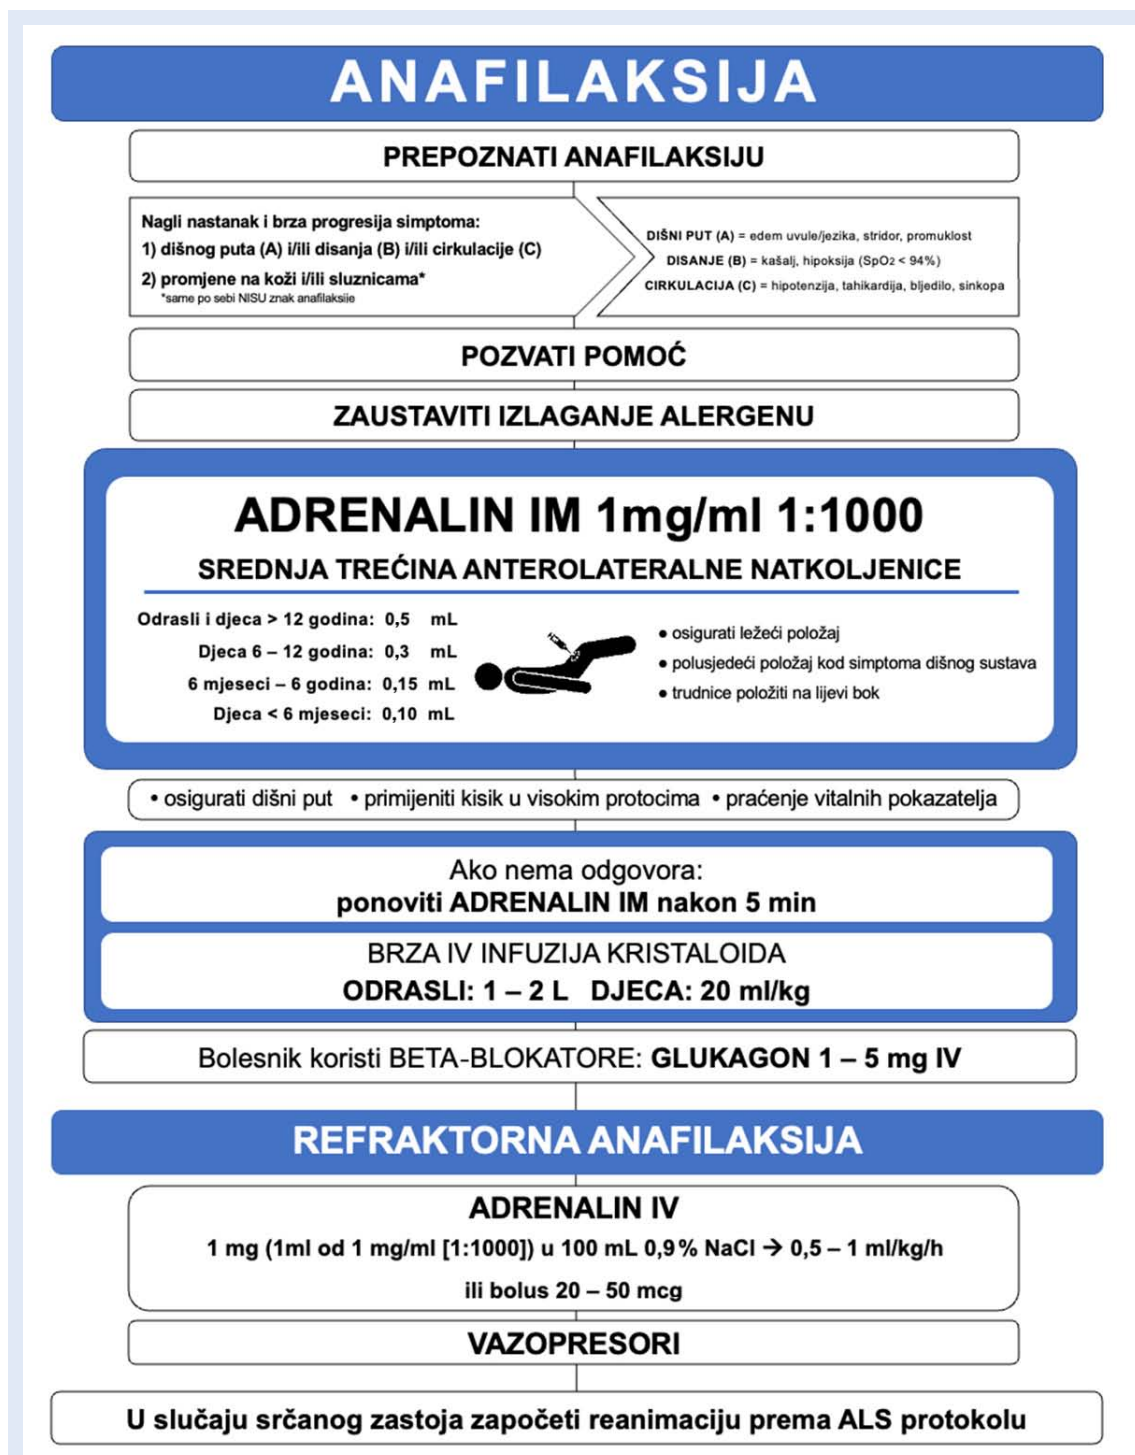 ANAFILAKSIJA
PREPOZNATI ANAFILAKSIJU
Nagli nastanak i brza progresija simptoma:
1) dišnog puta (A) i/ili disanja (B) i/ili cirkulacije (C)
2) promjene na koži i/ili sluznicama*
*same po sebi NISU znak anafilaksije
DIŠNI PUT (A) = edem uvule/jezika, stridor, promuklost
DISANJE (B) = kašalj, hipoksija (SpO2 < 94%)
CIRKULACIJA (C) = hipotenzija, tahikardija, bljedilo, sinkopa
POZVATI POMOĆ
ZAUSTAVITI IZLAGANJE ALERGENU
ADRENALIN IM 1mg/ml 1:1000
SREDNJA TREĆINA ANTEROLATERALNE NATKOLJENICE
Odrasli i djeca > 12 godina: 0,5 mL
Djeca 6 – 12 godina: 0,3 mL
6 mjeseci – 6 godina: 0,15 mL
Djeca < 6 mjeseci: 0,10 mL
• osigurati ležeći položaj
• polusjedeći položaj kod simptoma dišnog sustava
• trudnice položiti na lijevi bok
• osigurati dišni put • primijeniti kisik u visokim protocima • praćenje vitalnih pokazatelja
Ako nema odgovora:
ponoviti ADRENALIN IM nakon 5 min
BRZA IV INFUZIJA KRISTALOIDA
ODRASLI: 1 – 2 L DJECA: 20 ml/kg
Bolesnik koristi BETA-BLOKATORE: GLUKAGON 1 – 5 mg IV
REFRAKTORNA ANAFILAKSIJA
ADRENALIN IV
1 mg (1ml od 1 mg/ml [1:1000]) u 100 mL 0,9% NaCl → 0,5 – 1 ml/kg/h
ili bolus 20 – 50 mcg
VAZOPRESORI
U slučaju srčanog zastoja započeti reanimaciju prema ALS protokolu